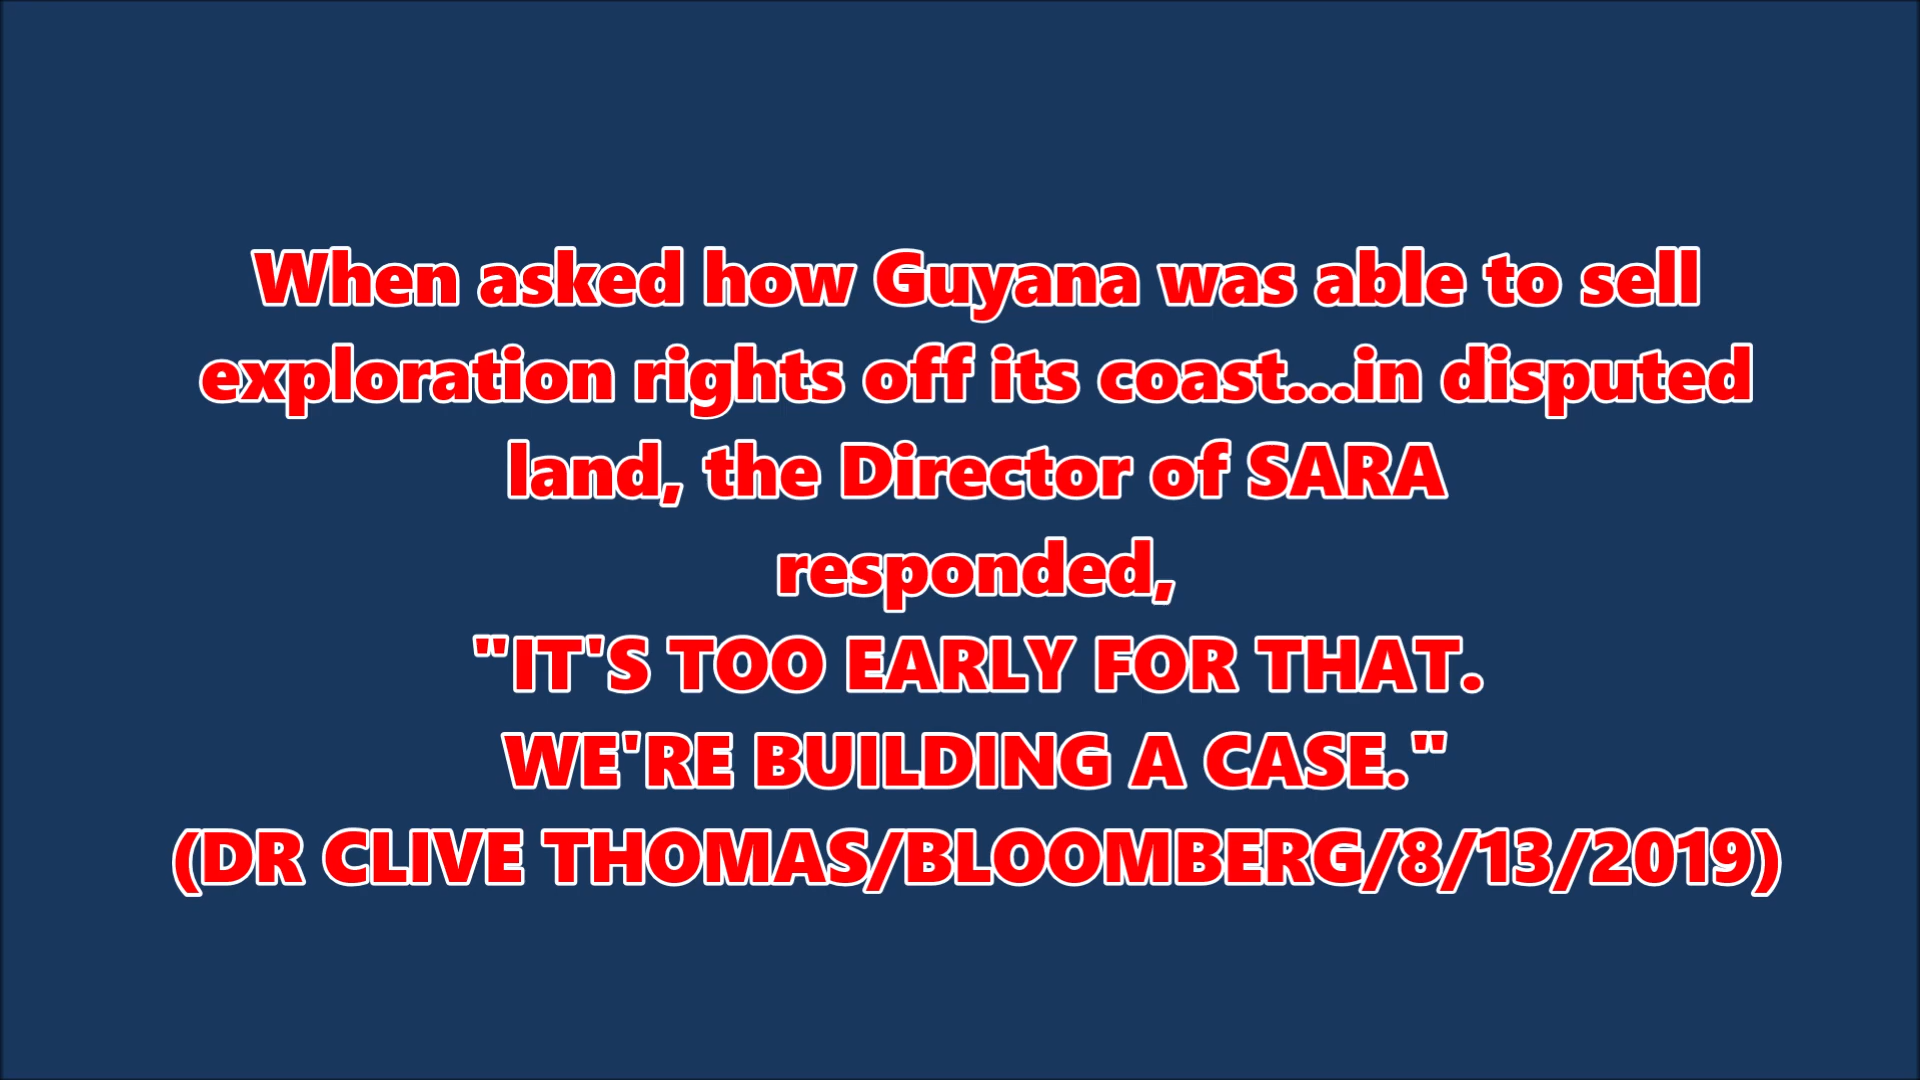 When asked how Guyana was able to sell
exploration rights off its coast...in disputed
land, the Director of SARA
responded,
"IT'S TOO EARLY FOR THAT.
WE'RE BUILDING A CASE."
(DR CLIVE THOMAS/BLOOMBERG/8/13/2019)